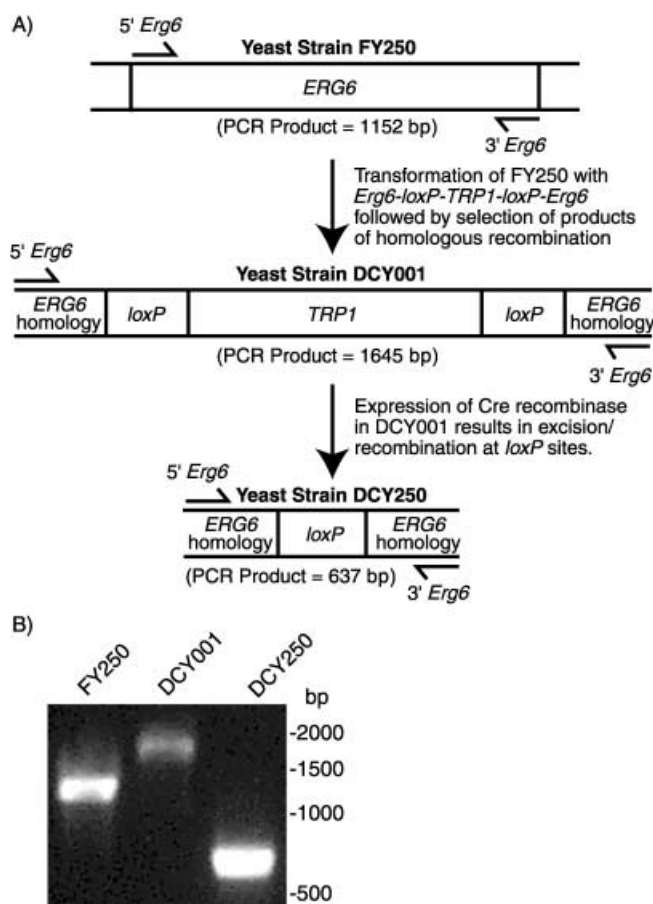 A)
5' Erg6
Yeast Strain FY250
ERG6
(PCR Product = 1152 bp)
3' Erg6
Transformation of FY250 with
Erg6-loxP-TRP1-loxP-Erg6
followed by selection of products
of homologous recombination
5' Erg6
Yeast Strain DCY001
ERG6 homology
loxP
TRP1
loxP
ERG6 homology
(PCR Product = 1645 bp)
3' Erg6
Expression of Cre recombinase
in DCY001 results in excision/
recombination at loxP sites.
5' Erg6
Yeast Strain DCY250
ERG6 homology
loxP
ERG6 homology
(PCR Product = 637 bp)
3' Erg6
B)
FY250
DCY001
DCY250
bp
-2000
-1500
-1000
-500